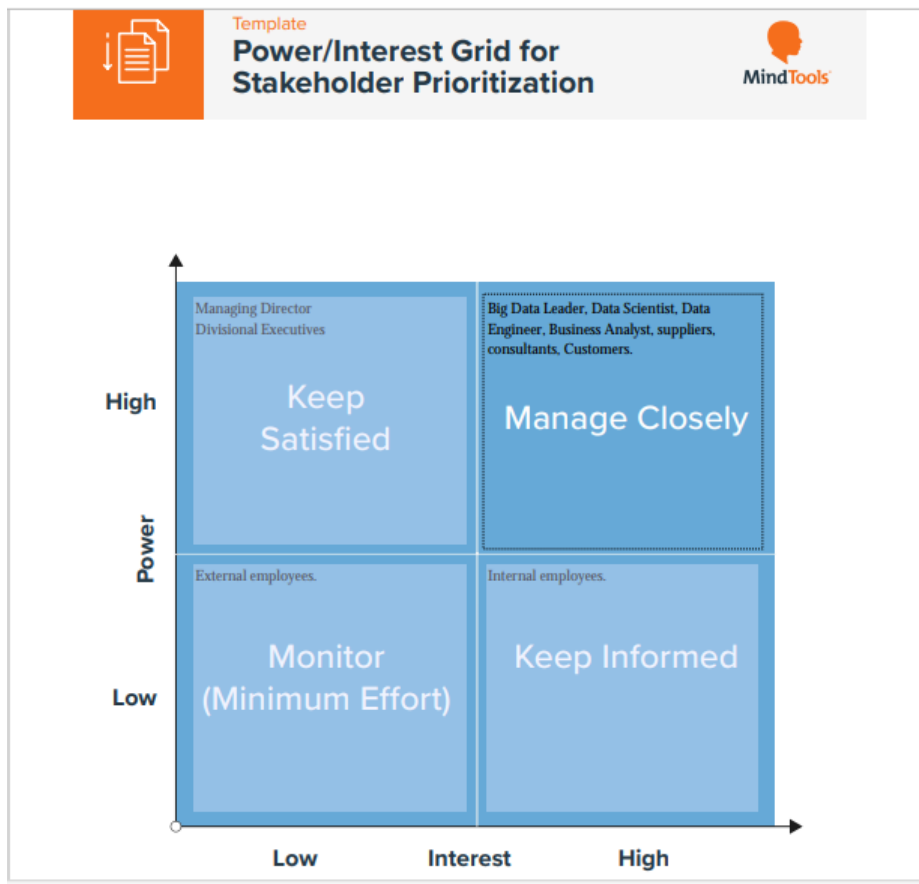 Template
Power/Interest Grid for
Stakeholder Prioritization
MindTools
Managing Director
Divisional Executives
Keep
Satisfied
Big Data Leader, Data Scientist, Data
Engineer, Business Analyst, suppliers,
consultants, Customers.
Manage Closely
High
Power
External employees.
Monitor
(Minimum Effort)
Internal employees.
Keep Informed
Low
Low
Interest
High